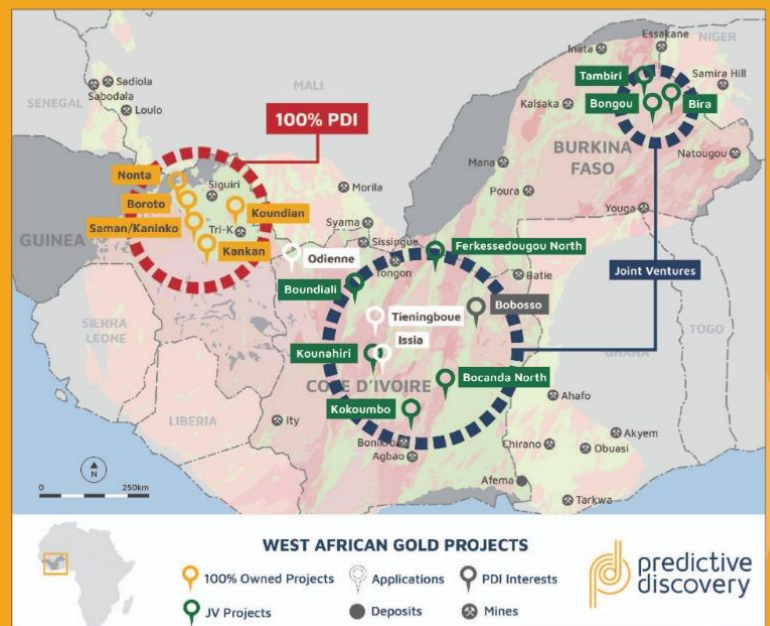 Essakane
NIGER
Inata
Tambiri
Samira Hill
Sadiola
Sabodala
MALI
SENEGAL
Loulo
Kalsaka
Bongou
Bira
100% PDI
BURKINA
FASO
Natougou
Mana
Nonta
Siguiri
Morila
Poura
Boroto
Koundian
Youga
Saman/Kaninko
Tri-K
Syama
GUINEA
Kankan
Sissingue
Ferkessedougou North
Odienne
Tongon
Batie
Joint Ventures
Boundiali
Bobosso
Tieningboue
SIERRA
LEONE
Issia
TOGO
Kounahiri
GHANA
COTE D'IVOIRE
Bocanda North
Ahafo
LIBERIA
Kokoumbo
Ity
Akyem
Bonikro
Chirano
Obuasi
Agbao
N
Afema
0
250km
Tarkwa
WEST AFRICAN GOLD PROJECTS
100% Owned Projects
Applications
PDI Interests
JV Projects
Deposits
Mines
predictive
discovery